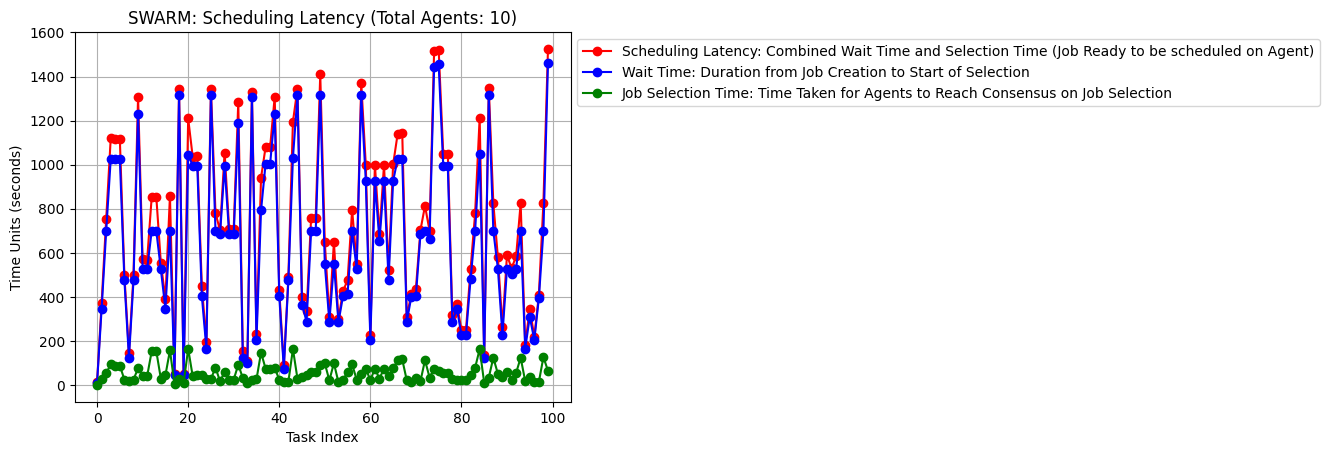 SWARM: Scheduling Latency (Total Agents: 10)
Scheduling Latency: Combined Wait Time and Selection Time (Job Ready to be scheduled on Agent)
Wait Time: Duration from Job Creation to Start of Selection
Job Selection Time: Time Taken for Agents to Reach Consensus on Job Selection
Time Units (seconds)
1600
1400
1200
1000
800
600
400
200
0
0 20 40 60 80 100
Task Index